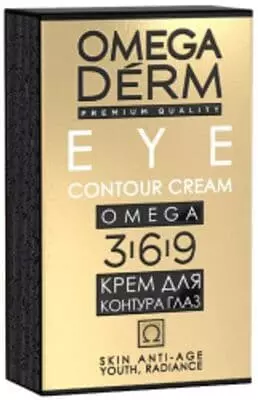 OMEGA
DÉRM
PREMIUM QUALITY
EYE
CONTOUR CREAM
OMEGA
3|6|9
КРЕМ ДЛЯ
КОНТУРА ГЛАЗ
Ω
SKIN ANTI-AGE
YOUTH, RADIANCE